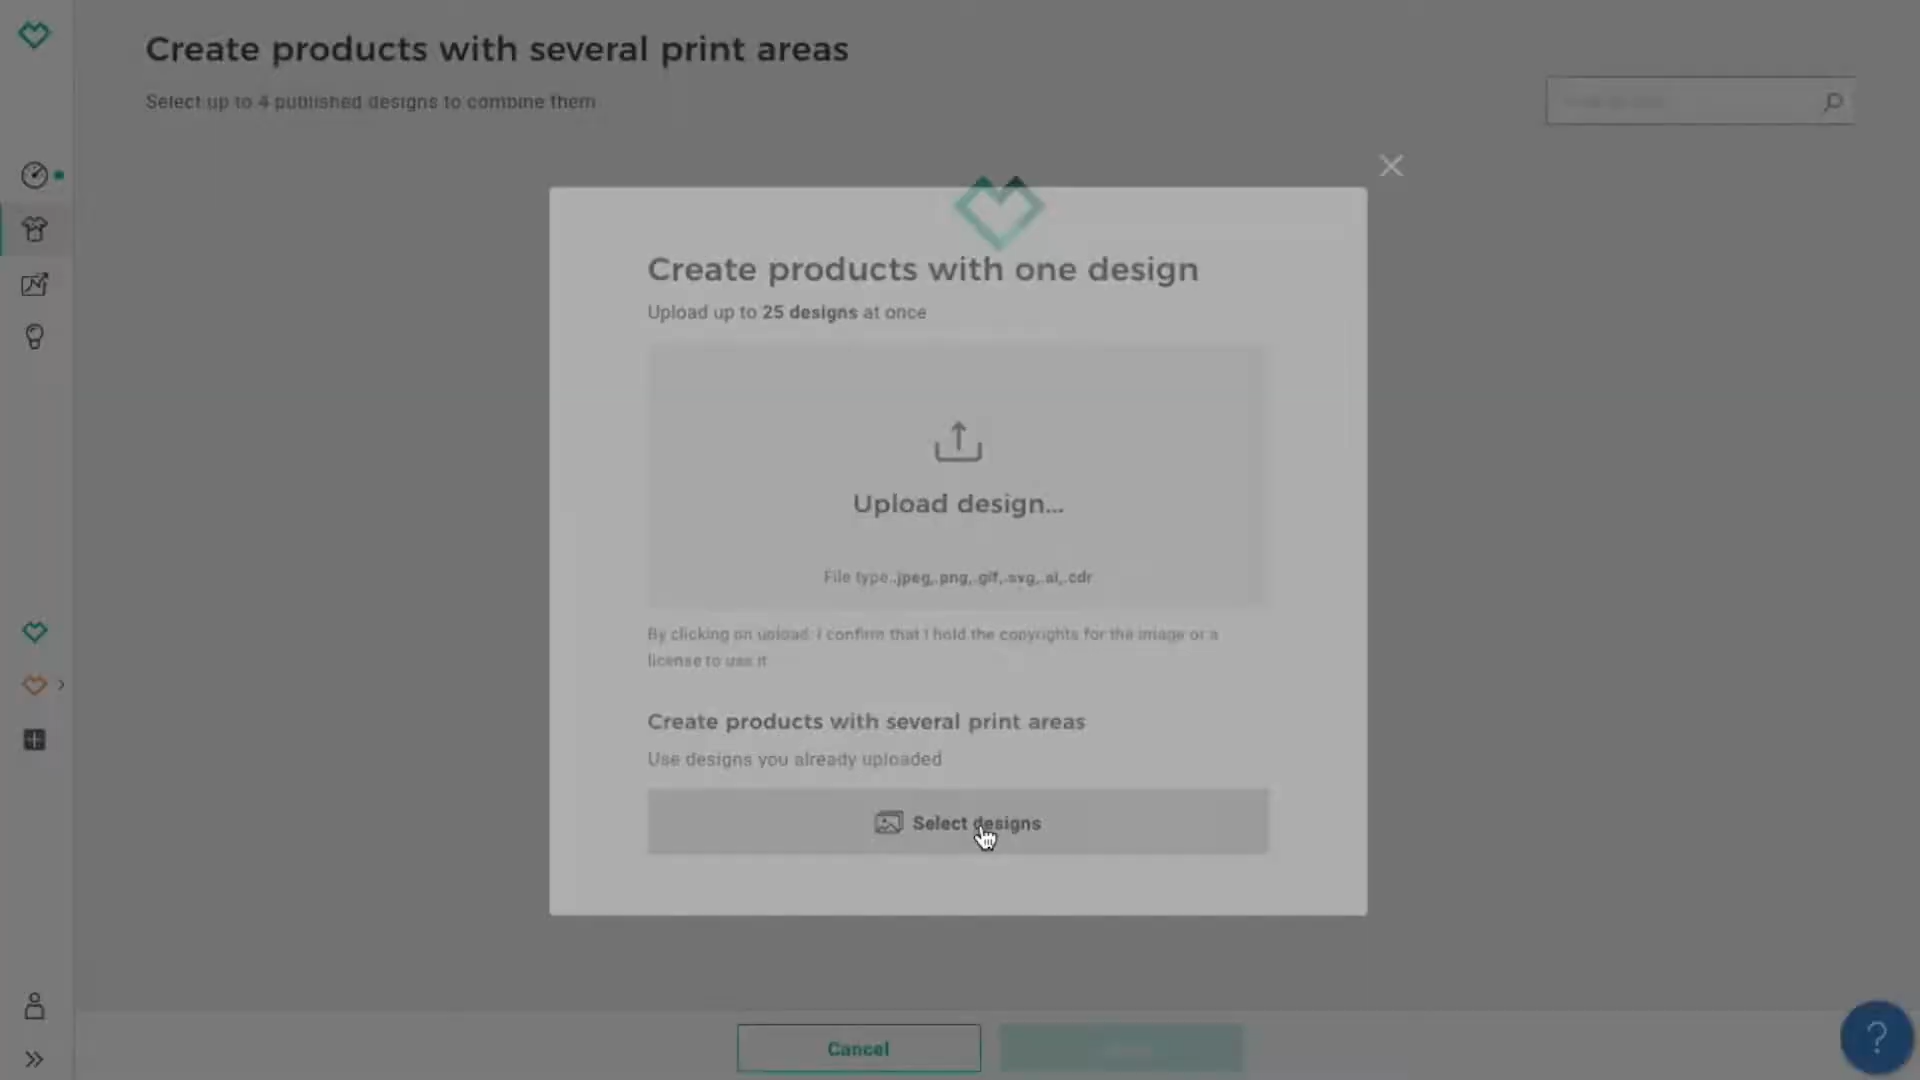 Create products with several print areas
Select up to 4 published designs to combine them
Create products with one design
Upload up to 25 designs at once
Upload design...
File type .jpeg, .png, .gif, .svg, .ai, .cdr
By clicking on upload, I confirm that I hold the copyrights for the image or a
license to use it
Create products with several print areas
Use designs you already uploaded
Select designs
Cancel
?